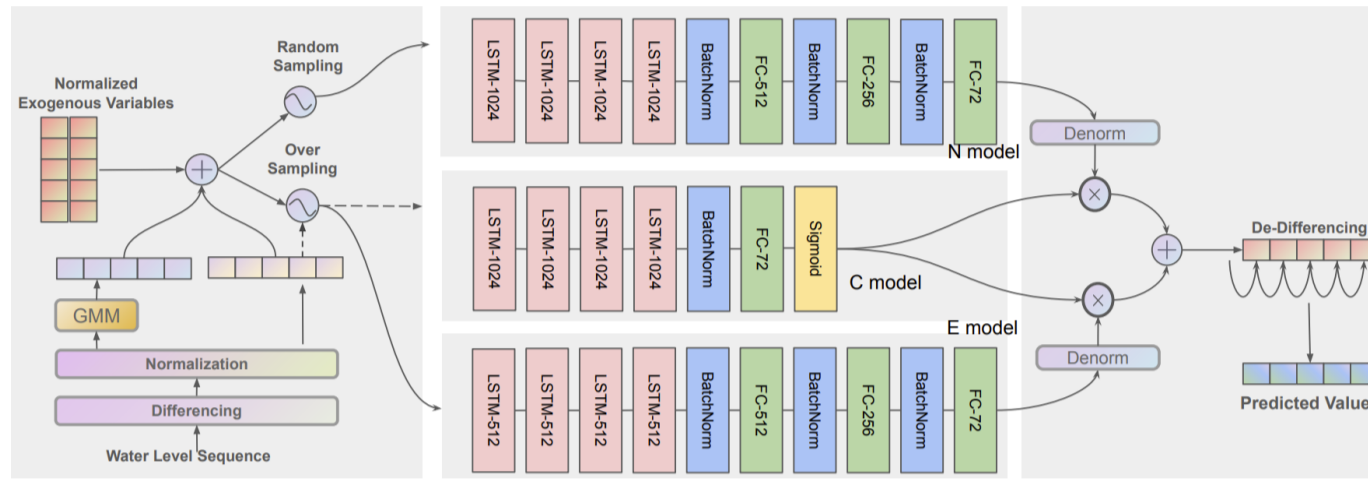 Normalized
Exogenous Variables
Random
Sampling
Over
Sampling
GMM
Normalization
Differencing
Water Level Sequence
LSTM-1024
LSTM-1024
LSTM-1024
LSTM-1024
BatchNorm
FC-512
BatchNorm
FC-256
BatchNorm
FC-72
N model
LSTM-1024
LSTM-1024
LSTM-1024
LSTM-1024
BatchNorm
FC-72
Sigmoid
C model
E model
LSTM-512
LSTM-512
LSTM-512
LSTM-512
BatchNorm
FC-512
BatchNorm
FC-256
BatchNorm
FC-72
Denorm
De-Differencing
Denorm
Predicted Value